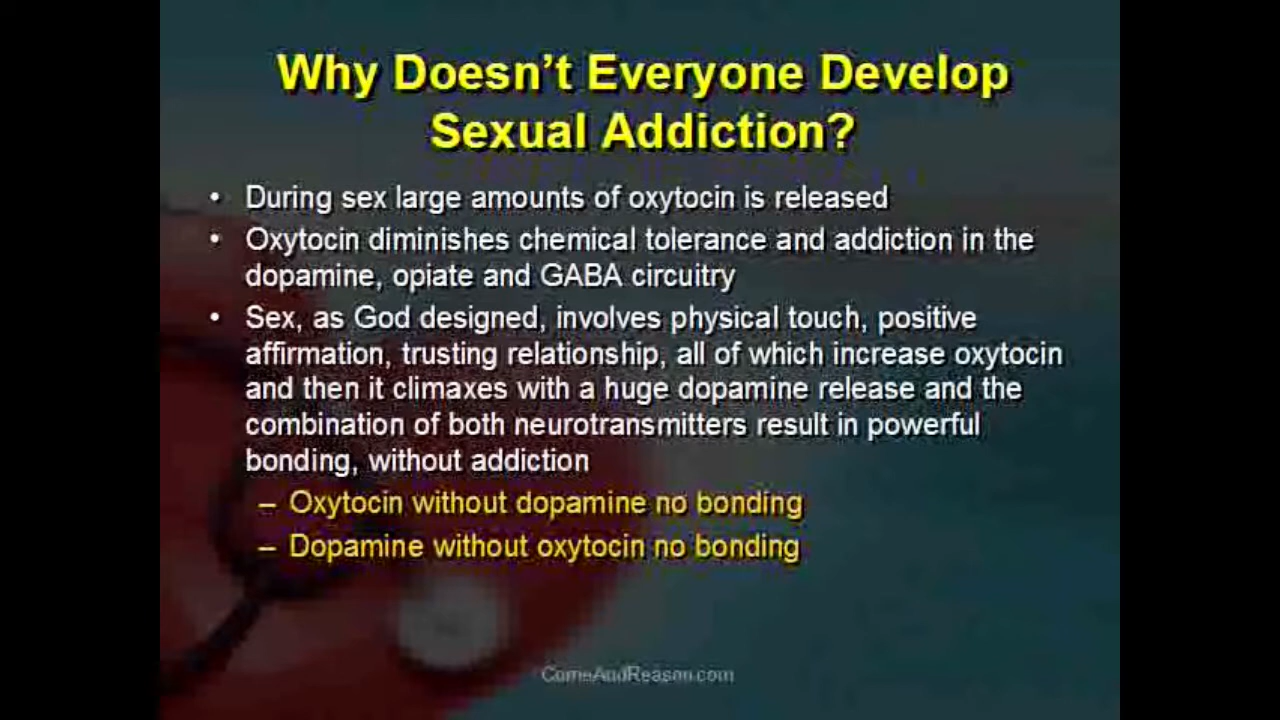 Why Doesn't Everyone Develop
Sexual Addiction?
• During sex large amounts of oxytocin is released
• Oxytocin diminishes chemical tolerance and addiction in the
dopamine, opiate and GABA circuitry
• Sex, as God designed, involves physical touch, positive
affirmation, trusting relationship, all of which increase oxytocin
and then it climaxes with a huge dopamine release and the
combination of both neurotransmitters result in powerful
bonding, without addiction
– Oxytocin without dopamine no bonding
– Dopamine without oxytocin no bonding
ComeAndReason.com